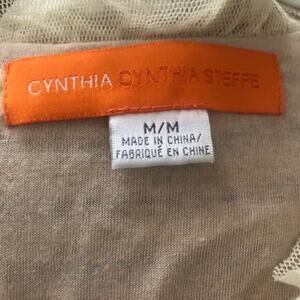 CYNTHIA CYNTHIA STEFFE
M/M
MADE IN CHINA/
FABRIQUÉ EN CHINE